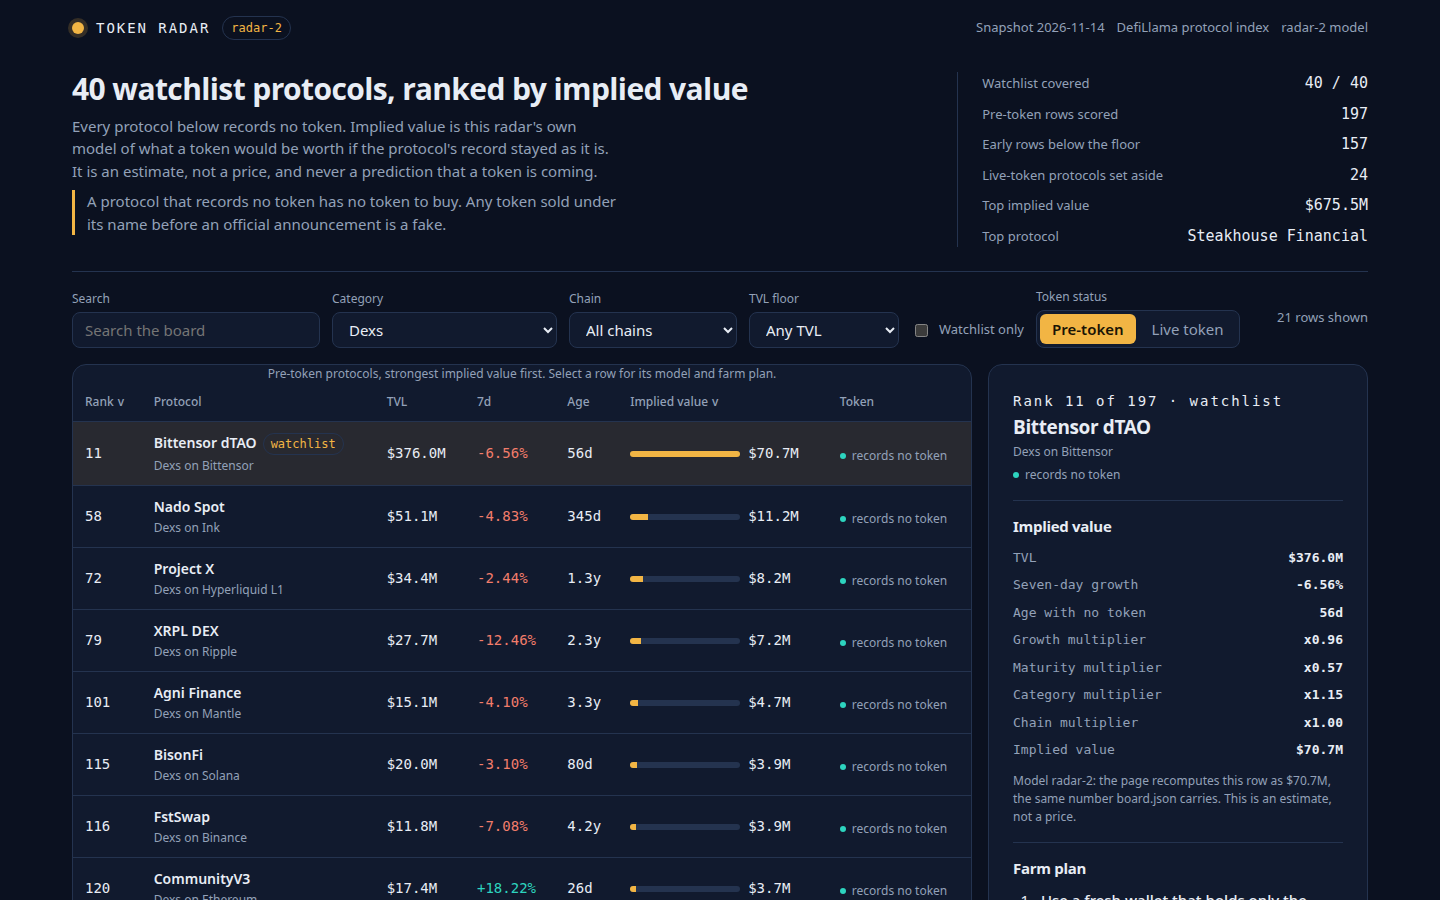 TOKEN RADAR radar-2
Snapshot 2026-11-14 DefiLlama protocol index radar-2 model
40 watchlist protocols, ranked by implied value
Every protocol below records no token. Implied value is this radar's own
model of what a token would be worth if the protocol's record stayed as it is.
It is an estimate, not a price, and never a prediction that a token is coming.
A protocol that records no token has no token to buy. Any token sold under
its name before an official announcement is a fake.
Watchlist covered 40 / 40
Pre-token rows scored 197
Early rows below the floor 157
Live-token protocols set aside 24
Top implied value $675.5M
Top protocol Steakhouse Financial
Search Category Chain TVL floor Token status
Search the board Dexs All chains Any TVL Watchlist only Pre-token Live token 21 rows shown
Pre-token protocols, strongest implied value first. Select a row for its model and farm plan.
Rank v Protocol TVL 7d Age Implied value v Token
11 Bittensor dTAO watchlist $376.0M -6.56% 56d $70.7M records no token
Dexs on Bittensor
58 Nado Spot $51.1M -4.83% 345d $11.2M records no token
Dexs on Ink
72 Project X $34.4M -2.44% 1.3y $8.2M records no token
Dexs on Hyperliquid L1
79 XRPL DEX $27.7M -12.46% 2.3y $7.2M records no token
Dexs on Ripple
101 Agni Finance $15.1M -4.10% 3.3y $4.7M records no token
Dexs on Mantle
115 BisonFi $20.0M -3.10% 80d $3.9M records no token
Dexs on Solana
116 FstSwap $11.8M -7.08% 4.2y $3.9M records no token
Dexs on Binance
120 CommunityV3 $17.4M +18.22% 26d $3.7M records no token
Dexs on Ethereum
Rank 11 of 197 · watchlist
Bittensor dTAO
Dexs on Bittensor
records no token
Implied value
TVL $376.0M
Seven-day growth -6.56%
Age with no token 56d
Growth multiplier x0.96
Maturity multiplier x0.57
Category multiplier x1.15
Chain multiplier x1.00
Implied value $70.7M
Model radar-2: the page recomputes this row as $70.7M,
the same number board.json carries. This is an estimate,
not a price.
Farm plan
1. Use a fresh wallet that holds only the